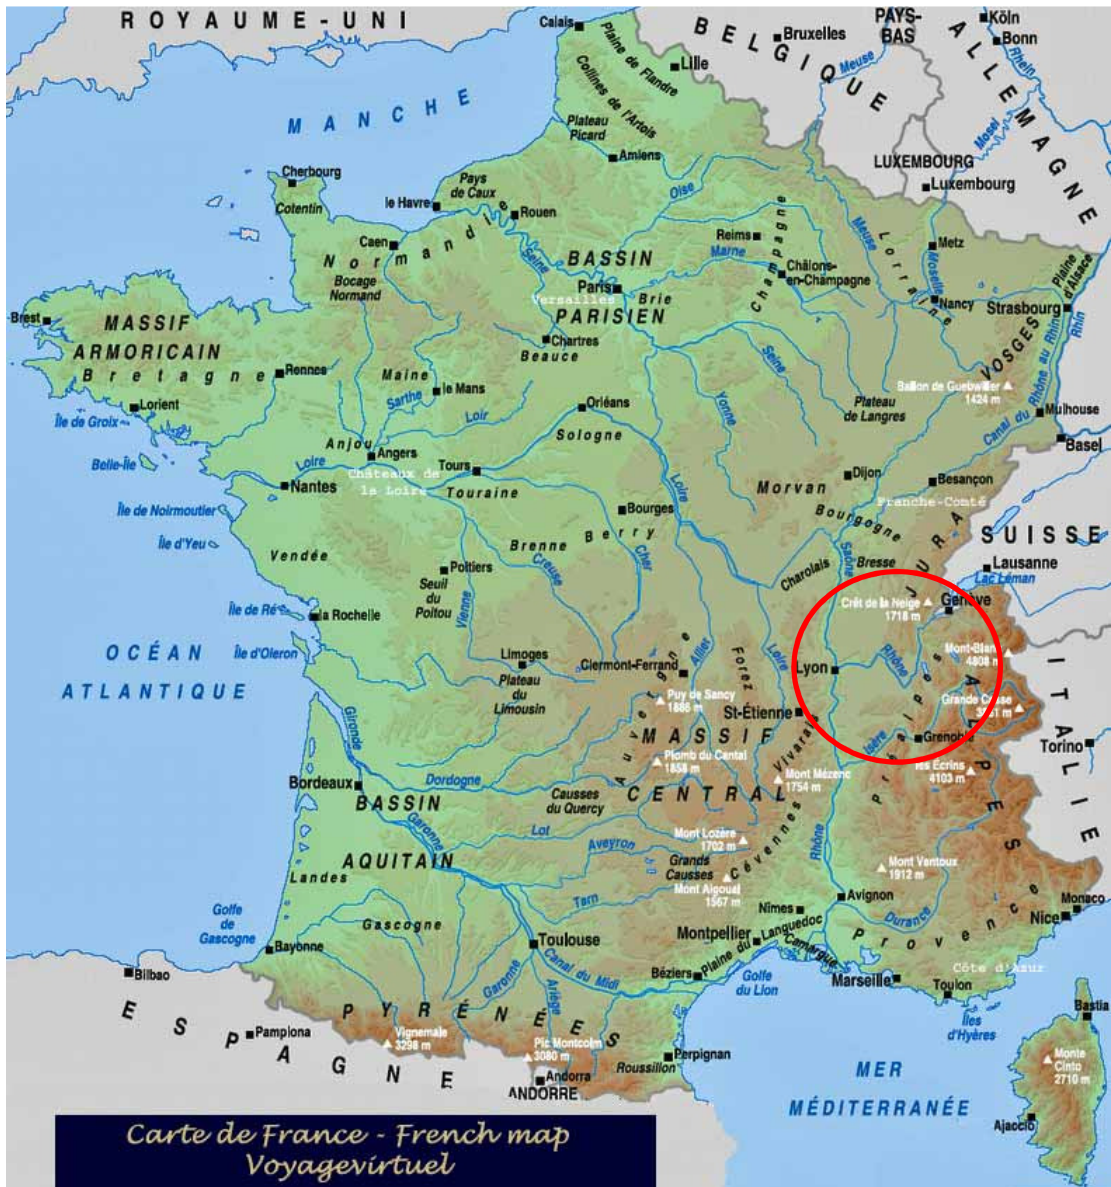 ROYAUME-UNI
Calais
Plaine de Flandre
Lille
BELGIQUE
Bruxelles
PAYS-
BAS
Meuse
Köln
Bonn
Rhein
ALLEMAGNE
Mosel
Collines de l'Artois
Plateau
Picard
Amiens
MANCHE
LUXEMBOURG
Luxembourg
Cherbourg
Cotentin
Pays
de Caux
le Havre
Rouen
Oise
Caen
Normandie
Seine
Reims
Champagne
Meuse
Lorraine
Metz
Moselle
Plaine
d'Alsace
BASSIN
Marne
Châlons-
en-Champagne
Bocage
Normand
Paris
Versailles
Brie
PARISIEN
Nancy
Strasbourg
Rhin
Brest
MASSIF
ARMORICAIN
Bretagne
Rennes
Chartres
Beauce
Seine
VOSGES
Maine
le Mans
Sarthe
Loir
Orléans
Yonne
Plateau
de Langres
Ballon de Guebwiller
1424 m
Canal du Rhône au Rhin
Mulhouse
Basel
Lorient
Île de Groix
Belle-Île
Anjou
Angers
Sologne
Loire
Nantes
Châteaux de
la Loire
Tours
Touraine
Loire
Dijon
Morvan
Besançon
Franche-Comté
Île de Noirmoutier
Île d'Yeu
Bourges
Berry
Bourgogne
JURA
SUISSE
Vendée
Brenne
Creuse
Cher
Saône
Bresse
Charolais
Lausanne
Lac Léman
Poitiers
Seuil
du
Poitou
Vienne
Île de Ré
la Rochelle
Crêt de la Neige
1718 m
Genève
OCÉAN
ATLANTIQUE
Île d'Oleron
Limoges
Plateau
du
Limousin
Clermont-Ferrand
Allier
Forez
Loire
Lyon
Rhône
Mont-Blanc
4808 m
ITALIE
Gironde
Auvergne
Puy de Sancy
1886 m
St-Étienne
Préalpes
ALPES
Grande Casse
MASSIF
Vivarais
Isère
Grenoble
Torino
Bordeaux
Dordogne
Plomb du Cantal
1858 m
Mont Mézenc
1754 m
les Écrins
4103 m
BASSIN
Causses
du Quercy
CENTRAL
Garonne
Lot
Aveyron
Mont Lozère
1702 m
Cévennes
Rhône
AQUITAIN
Landes
Grands
Causses
Mont Aigoual
1567 m
Mont Ventoux
1912 m
Tarn
Nîmes
Avignon
Durance
Provence
Monaco
Nice
Golfe
de
Gascogne
Gascogne
Bayonne
Toulouse
Canal du Midi
Montpellier
Plaine du Languedoc
Camargue
Béziers
Golfe
du Lion
Marseille
Côte d'Azur
Toulon
Îles
d'Hyères
Bilbao
ESPAGNE
Pamplona
PYRÉNÉES
Garonne
Ariège
Vignemale
3298 m
Pic Montcalm
3080 m
Andorra
ANDORRE
Roussillon
Perpignan
MER
MÉDITERRANÉE
Bastia
Monte
Cinto
2710 m
Ajaccio
Carte de France - French map
Voyagevirtuel